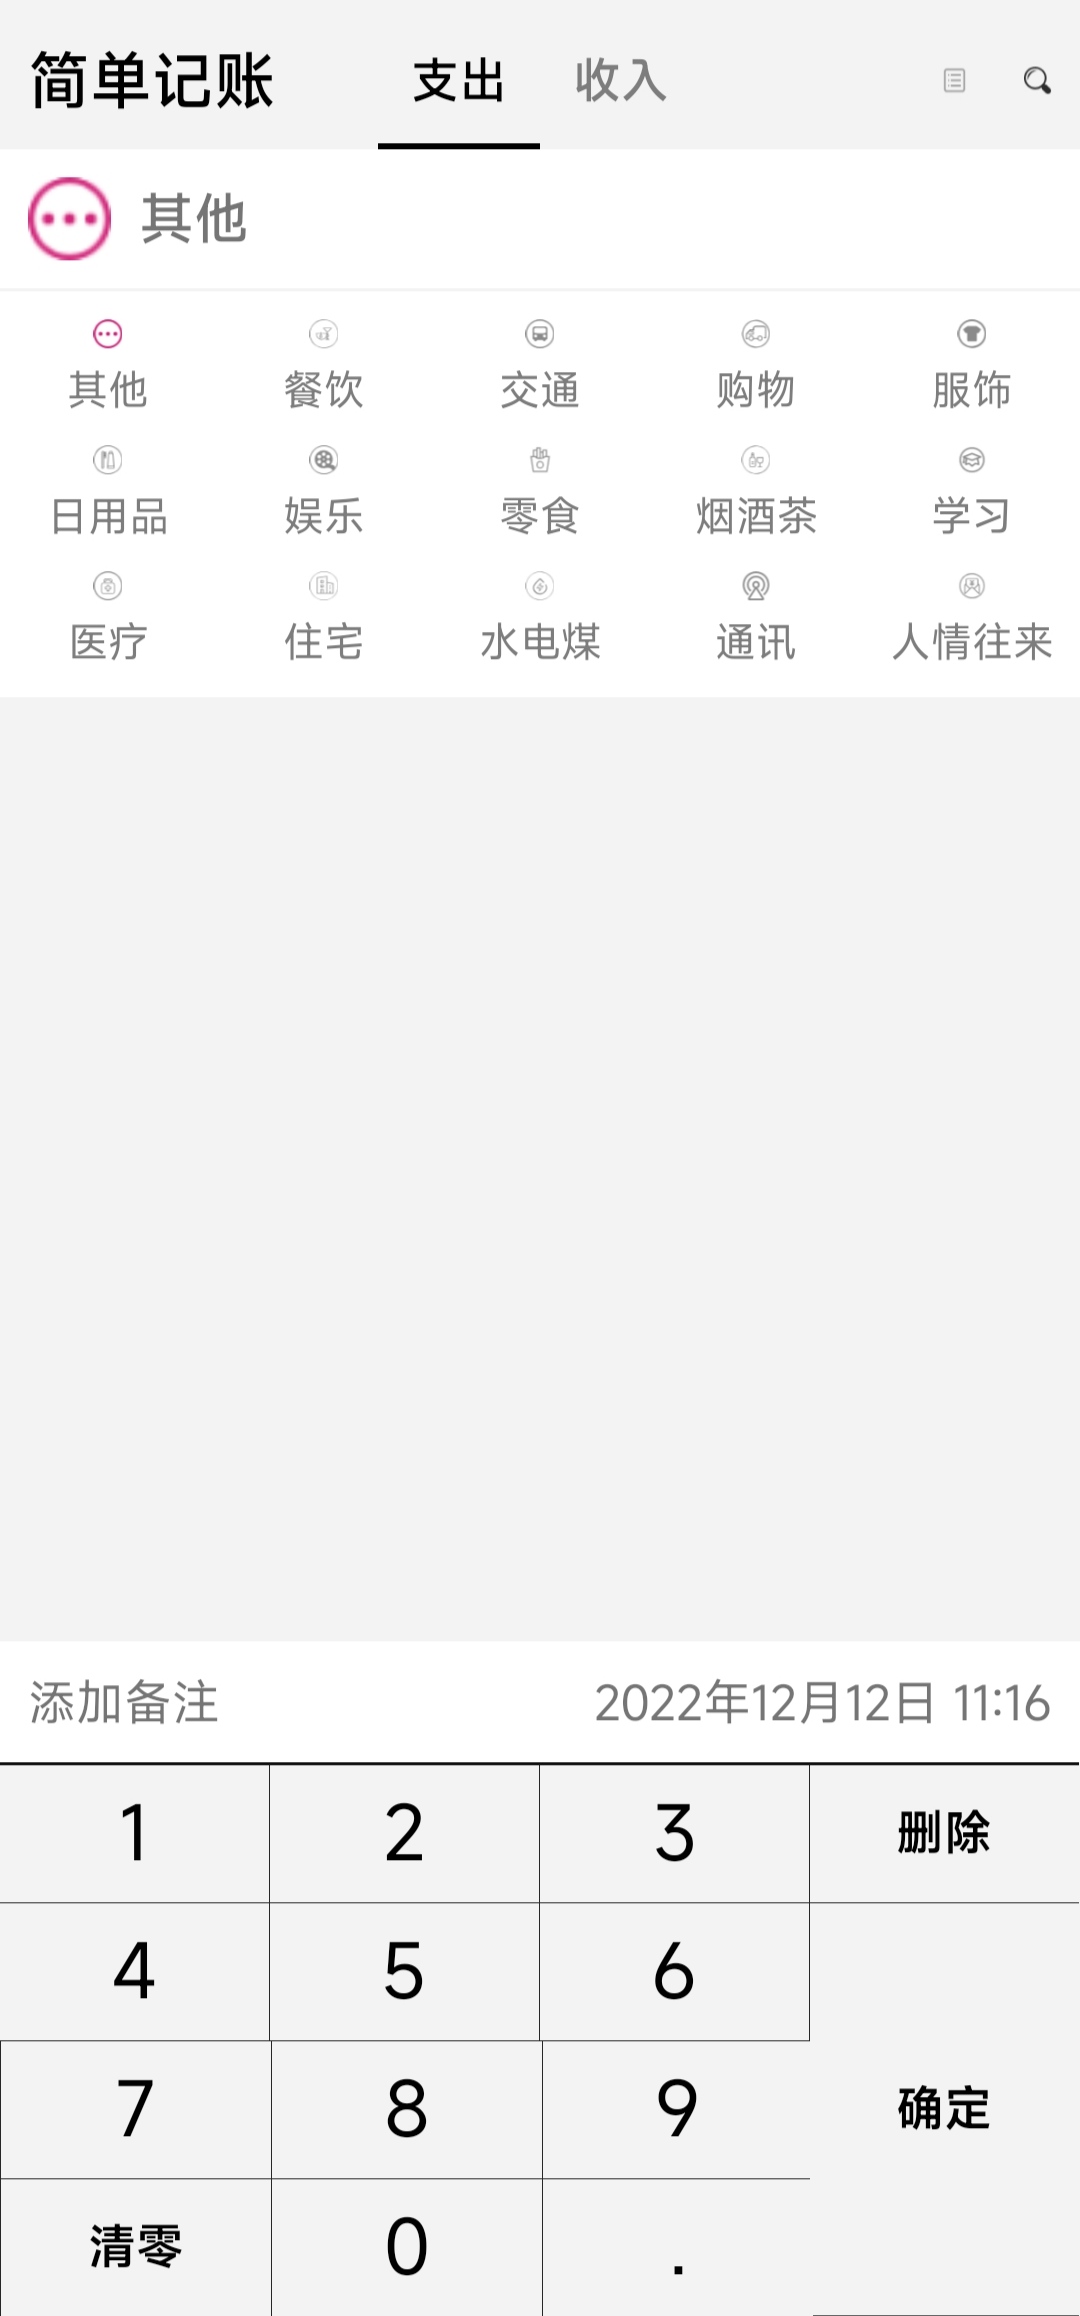 简单记账 支出 收入
其他
其他 餐饮 交通 购物 服饰
日用品 娱乐 零食 烟酒茶 学习
医疗 住宅 水电煤 通讯 人情往来
添加备注 2022年12月12日 11:16
1 2 3 删除
4 5 6
7 8 9 确定
清零 0 .